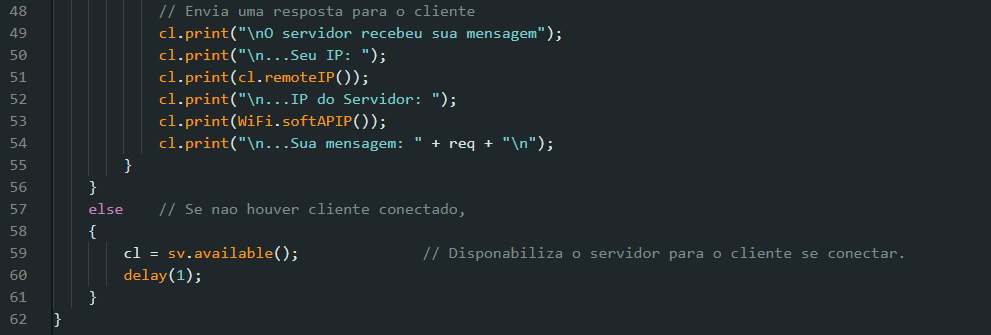 48 // Envia uma resposta para o cliente
49 cl.print("\nO servidor recebeu sua mensagem");
50 cl.print("\n...Seu IP: ");
51 cl.print(cl.remoteIP());
52 cl.print("\n...IP do Servidor: ");
53 cl.print(WiFi.softAPIP());
54 cl.print("\n...Sua mensagem: " + req + "\n");
55 }
56 }
57 else // Se nao houver cliente conectado,
58 {
59 cl = sv.available(); // Disponabiliza o servidor para o cliente se conectar.
60 delay(1);
61 }
62 }